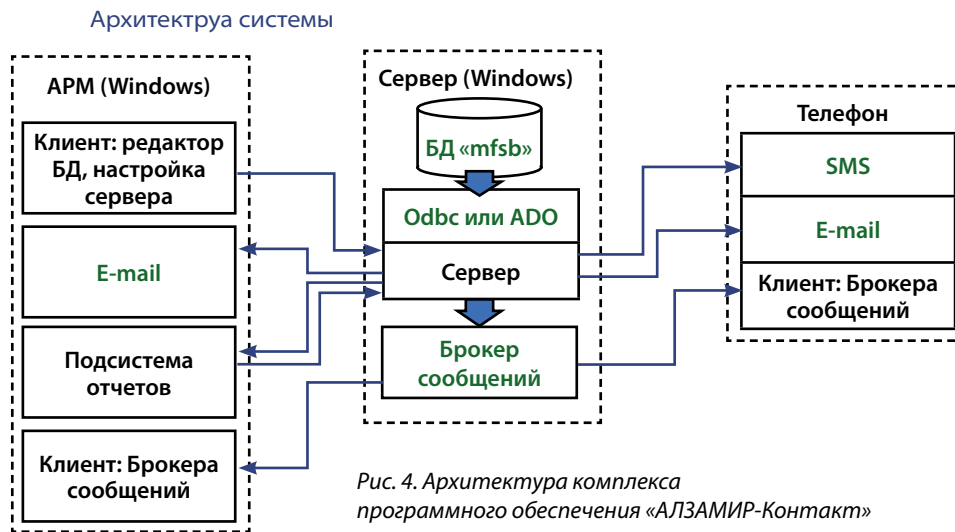 Архитектруа системы
АРМ (Windows)
Клиент: редактор
БД, настройка
сервера
E-mail
Подсистема
отчетов
Клиент: Брокера
сообщений
Сервер (Windows)
БД «mfsb»
Odbc или ADO
Сервер
Брокер
сообщений
Телефон
SMS
E-mail
Клиент: Брокера
сообщений
Рис. 4. Архитектура комплекса
программного обеспечения «АЛЗАМИР-Контакт»